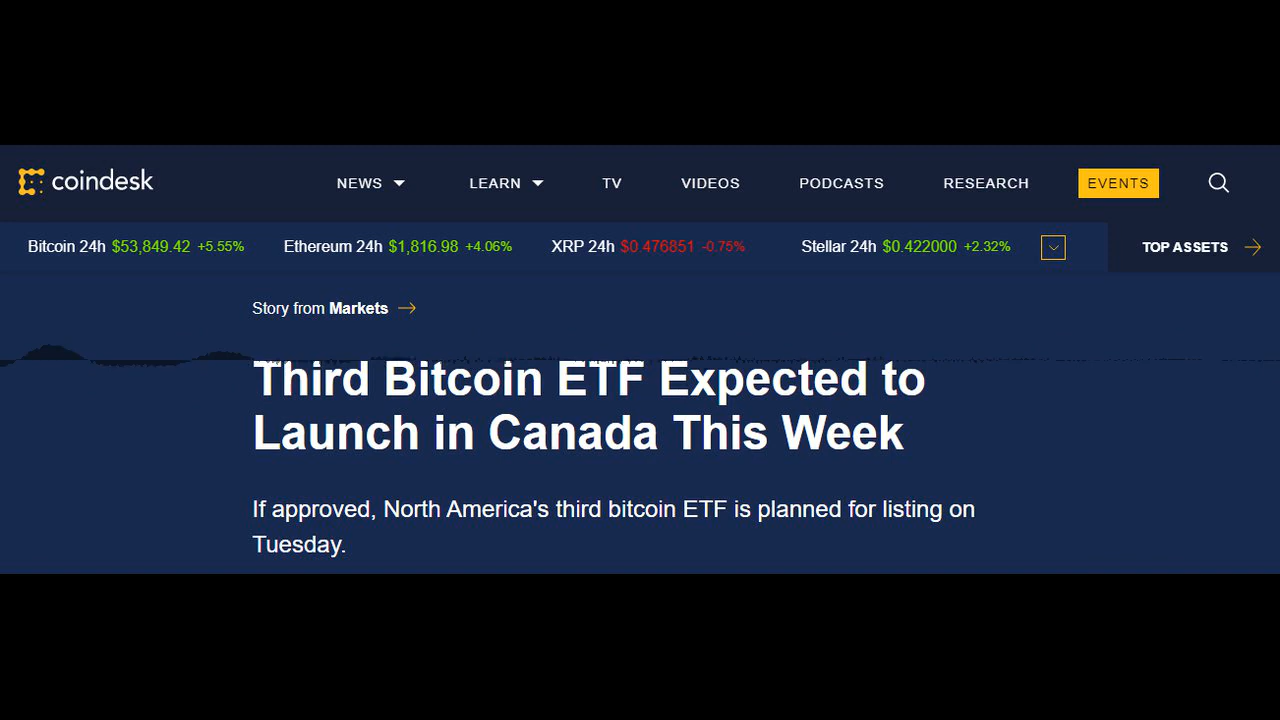 coindesk NEWS LEARN TV VIDEOS PODCASTS RESEARCH EVENTS
Bitcoin 24h $53,849.42 +5.55% Ethereum 24h $1,816.98 +4.06% XRP 24h $0.476851 -0.75% Stellar 24h $0.422000 +2.32% TOP ASSETS
Story from Markets
Third Bitcoin ETF Expected to
Launch in Canada This Week
If approved, North America's third bitcoin ETF is planned for listing on
Tuesday.